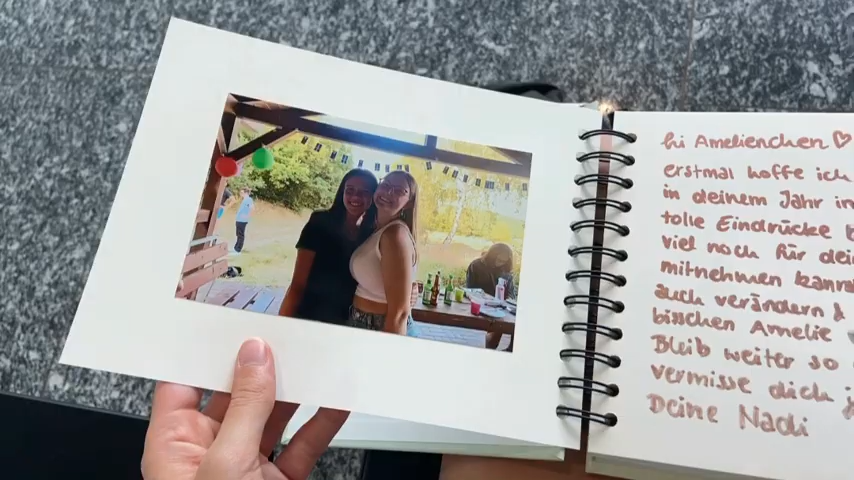 hi Amelienchen ♡
erstmal hoffe ich
in deinem Jahr in
tolle Eindrücke
viel noch für
mitnehmen
auch verändern &
bisschen Amelie
Bleib weiter so
vermisse dich
Deine Nadi